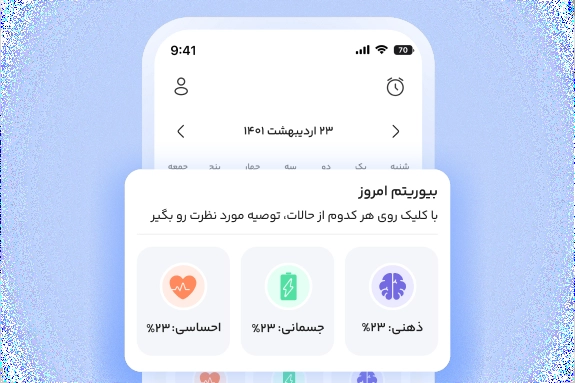 9:41
70
۲۳ اردیبهشت ۱۴۰۱
شنبه یک دو سه چهار پنج جمعه
بیوریتم امروز
با کلیک روی هر کدوم از حالات، توصیه مورد نظرت رو بگیر
ذهنی: ۲۳% جسمانی: ۲۳% احساسی: ۲۳%